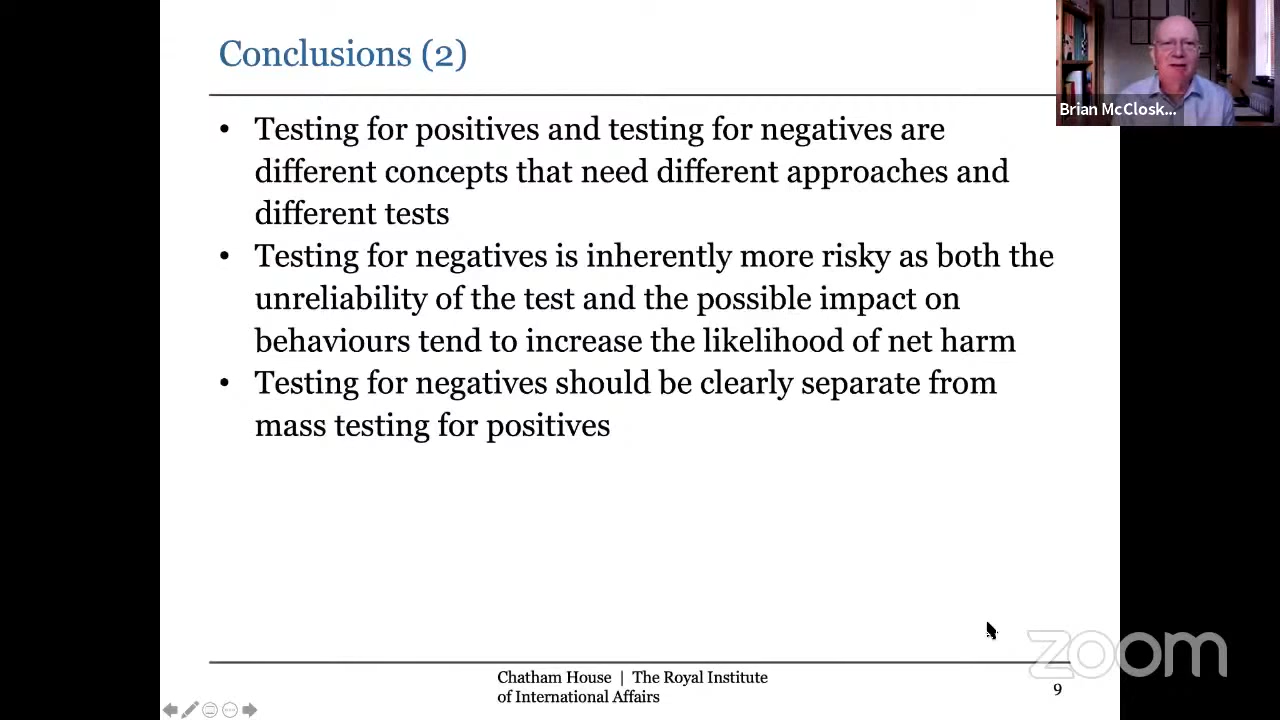 Conclusions (2)
Brian McClosk...
• Testing for positives and testing for negatives are
different concepts that need different approaches and
different tests
• Testing for negatives is inherently more risky as both the
unreliability of the test and the possible impact on
behaviours tend to increase the likelihood of net harm
• Testing for negatives should be clearly separate from
mass testing for positives
zoom
Chatham House | The Royal Institute
of International Affairs
9